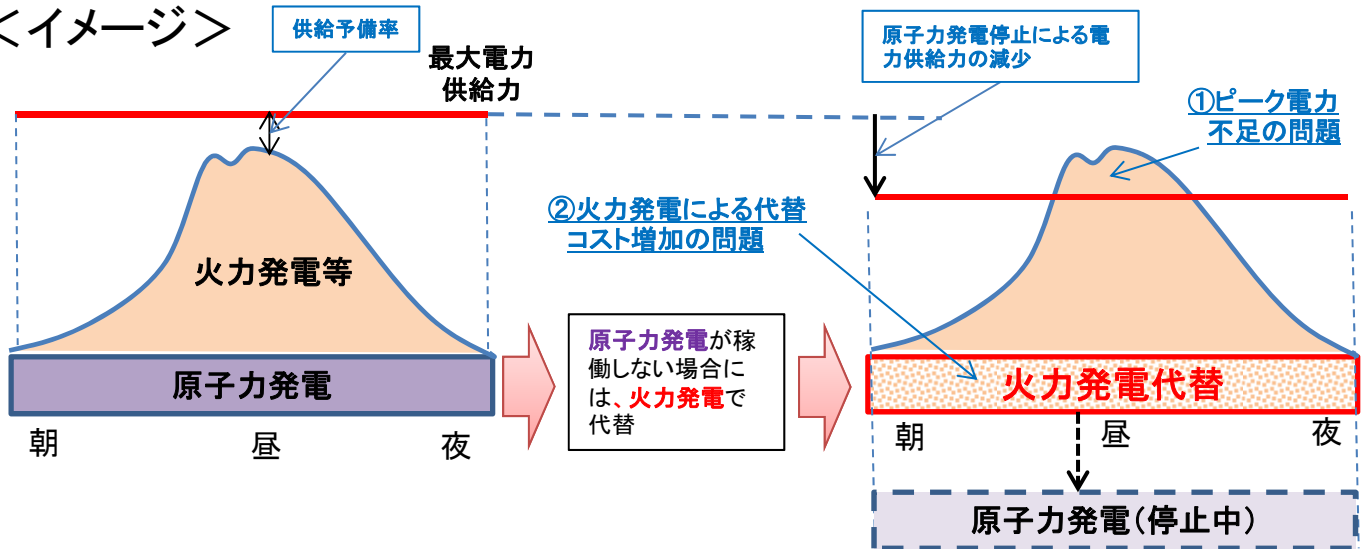 ＜イメージ＞
供給予備率
最大電力
供給力
火力発電等
原子力発電
朝
昼
夜
原子力発電が稼
働しない場合に
は、火力発電で
代替
原子力発電停止による電
力供給力の減少
①ピーク電力
不足の問題
②火力発電による代替
コスト増加の問題
火力発電代替
朝
昼
夜
原子力発電（停止中）